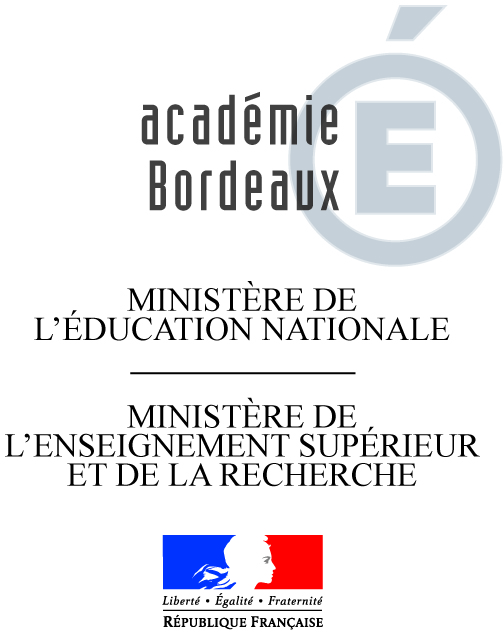 académie
Bordeaux
É
MINISTÈRE DE
L'ÉDUCATION NATIONALE
MINISTÈRE DE
L'ENSEIGNEMENT SUPÉRIEUR
ET DE LA RECHERCHE
Liberté • Égalité • Fraternité
RÉPUBLIQUE FRANÇAISE